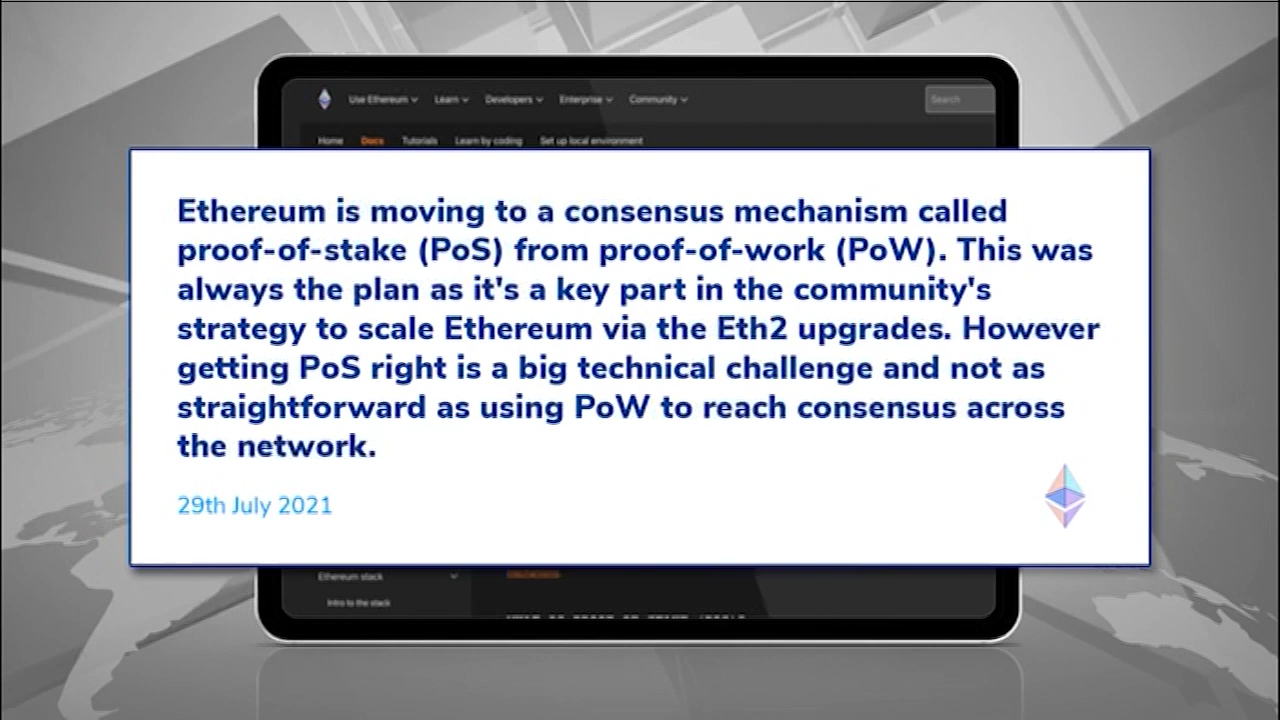 Use Ethereum Learn Developers Enterprise Community Search
Home Docs Tutorials Learn by coding Set up local environment
Ethereum is moving to a consensus mechanism called
proof-of-stake (PoS) from proof-of-work (PoW). This was
always the plan as it's a key part in the community's
strategy to scale Ethereum via the Eth2 upgrades. However
getting PoS right is a big technical challenge and not as
straightforward as using PoW to reach consensus across
the network.
29th July 2021
Ethereum stack
Intro to the stack